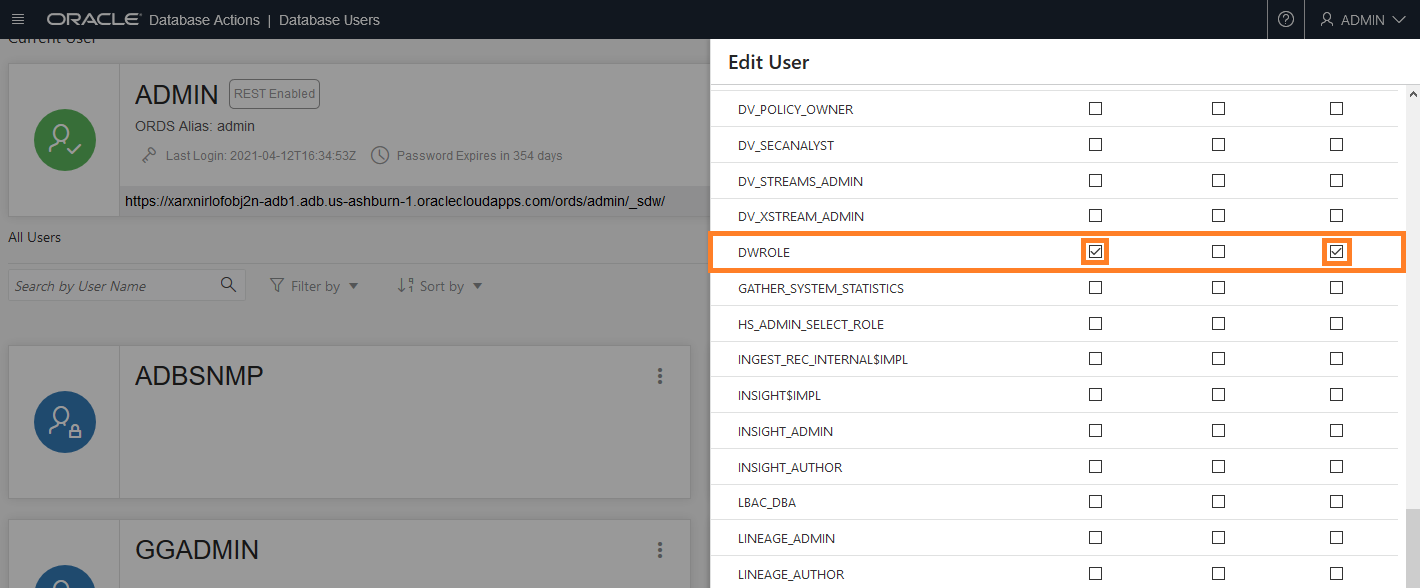 ORACLE Database Actions | Database Users
ADMIN
Current User
ADMIN REST Enabled
ORDS Alias: admin
Last Login: 2021-04-12T16:34:53Z Password Expires in 354 days
https://xarxnirlofobj2n-adb1.adb.us-ashburn-1.oraclecloudapps.com/ords/admin/_sdw/
All Users
Search by User Name Filter by Sort by
ADBSNMP
GGADMIN
Edit User
DV_POLICY_OWNER
DV_SECANALYST
DV_STREAMS_ADMIN
DV_XSTREAM_ADMIN
DWROLE
GATHER_SYSTEM_STATISTICS
HS_ADMIN_SELECT_ROLE
INGEST_REC_INTERNAL$IMPL
INSIGHT$IMPL
INSIGHT_ADMIN
INSIGHT_AUTHOR
LBAC_DBA
LINEAGE_ADMIN
LINEAGE_AUTHOR